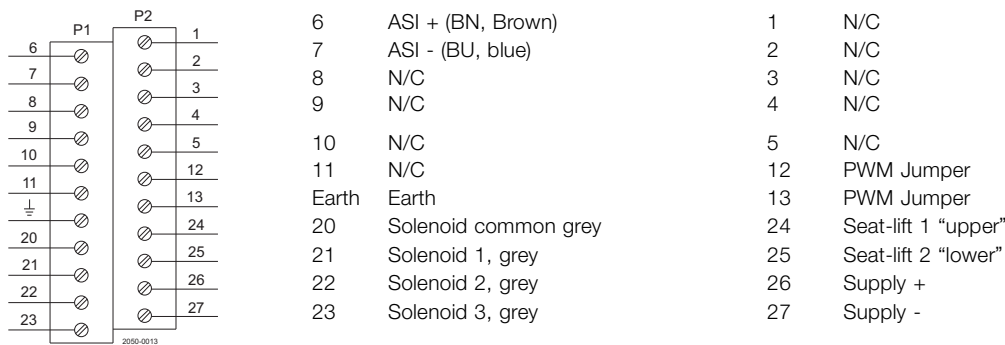 P1
P2
6
7
8
9
10
11
20
21
22
23
1
2
3
4
5
12
13
24
25
26
27
2050-0013
6 ASI + (BN, Brown) 1 N/C
7 ASI - (BU, blue) 2 N/C
8 N/C 3 N/C
9 N/C 4 N/C
10 N/C 5 N/C
11 N/C 12 PWM Jumper
Earth Earth 13 PWM Jumper
20 Solenoid common grey 24 Seat-lift 1 “upper”
21 Solenoid 1, grey 25 Seat-lift 2 “lower”
22 Solenoid 2, grey 26 Supply +
23 Solenoid 3, grey 27 Supply -